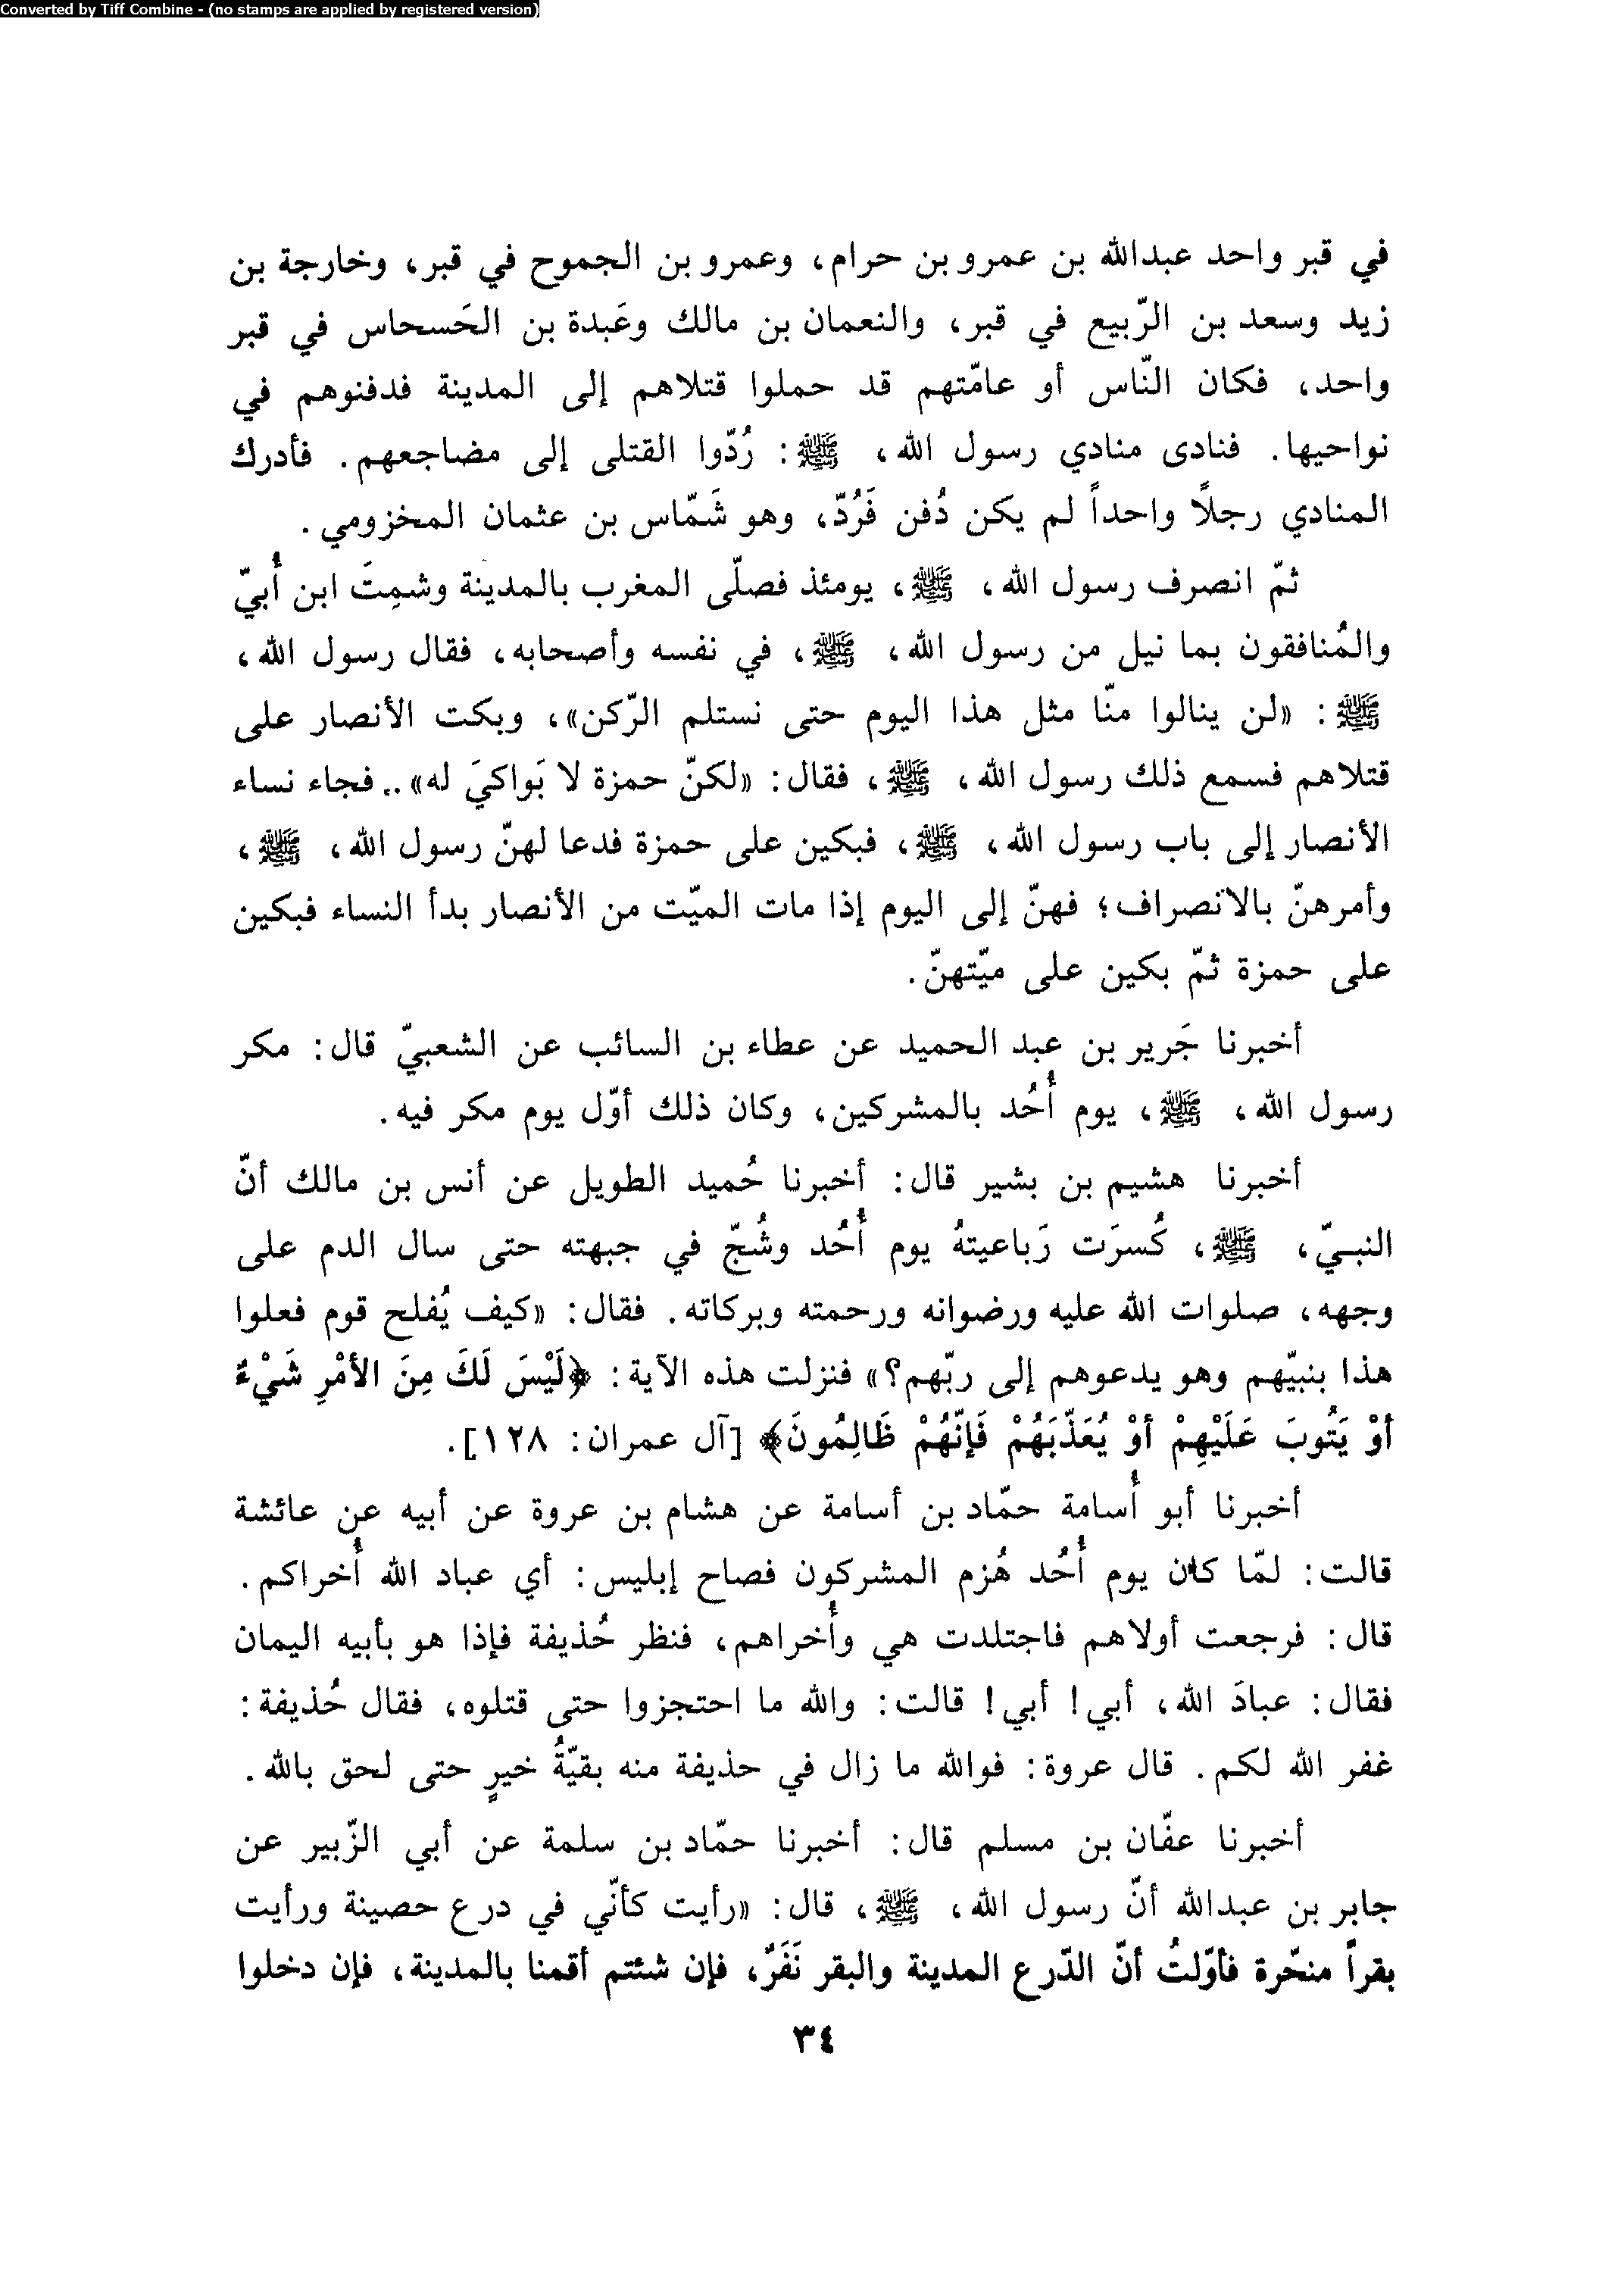 Converted by Tiff Combine - (no stamps are applied by registered version)
في قبر واحد عبدالله بن عمرو بن حرام، وعمرو بن الجموح في قبر، وخارجة بن
زيد وسعد بن الرّبيع في قبر، والنعمان بن مالك وعَبدة بن الحَسحاس في قبر
واحد، فكان النّاس أو عامّتهم قد حملوا قتلاهم إلى المدينة فدفنوهم في
نواحيها. فنادى منادي رسول الله، ﷺ: رُدّوا القتلى إلى مضاجعهم. فأدرك
المنادي رجلًا واحداً لم يكن دُفن فَرُدّ، وهو شَمّاس بن عثمان المخزومي.
ثمّ انصرف رسول الله، ﷺ، يومئذ فصلّى المغرب بالمدينة وشمِتَ ابن أُبيّ
والمُنافقون بما نيل من رسول الله، ﷺ، في نفسه وأصحابه، فقال رسول الله،
ﷺ: «لن ينالوا منّا مثل هذا اليوم حتى نستلم الرّكن»، وبكت الأنصار على
قتلاهم فسمع ذلك رسول الله، ﷺ، فقال: «لكنّ حمزة لا بَواكيَ له».. فجاء نساء
الأنصار إلى باب رسول الله، ﷺ، فبكين على حمزة فدعا لهنّ رسول الله، ﷺ،
وأمرهنّ بالانصراف؛ فهنّ إلى اليوم إذا مات الميّت من الأنصار بدأ النساء فبكين
على حمزة ثمّ بكين على ميّتهنّ.
أخبرنا جَرير بن عبد الحميد عن عطاء بن السائب عن الشعبيّ قال: مكر
رسول الله، ﷺ، يوم أُحُد بالمشركين، وكان ذلك أوّل يوم مكر فيه.
أخبرنا هشيم بن بشير قال: أخبرنا حُميد الطويل عن أنس بن مالك أنّ
النبـيّ، ﷺ، كُسرَت رَباعيتهُ يوم أُحُد وشُجّ في جبهته حتى سال الدم على
وجهه، صلوات الله عليه ورضوانه ورحمته وبركاته. فقال: «كيف يُفلح قوم فعلوا
هذا بنبيّهم وهو يدعوهم إلى ربّهم؟» فنزلت هذه الآية: ﴿لَيْسَ لَكَ مِنَ الأمْرِ شَيْءٌ
أوْ يَتُوبَ عَلَيْهِمْ أوْ يُعَذّبَهُمْ فَإنّهُمْ ظَالِمُونَ﴾ [آل عمران: ١٢٨].
أخبرنا أبو أُسامة حمّاد بن أسامة عن هشام بن عروة عن أبيه عن عائشة
قالت: لمّا كان يوم أُحُد هُزم المشركون فصاح إبليس: أي عباد الله أُخراكم.
قال: فرجعت أولاهم فاجتلدت هي وأُخراهم، فنظر حُذيفة فإذا هو بأبيه اليمان
فقال: عبادَ الله، أبي! أبي! قالت: والله ما احتجزوا حتى قتلوه، فقال حُذيفة:
غفر الله لكم. قال عروة: فوالله ما زال في حذيفة منه بقيّةُ خيرٍ حتى لحق بالله.
أخبرنا عفّان بن مسلم قال: أخبرنا حمّاد بن سلمة عن أبي الزّبير عن
جابر بن عبدالله أنّ رسول الله، ﷺ، قال: «رأيت كأنّي في درع حصينة ورأيت
بقراً منحّرة فأوّلتُ أنّ الدّرع المدينة والبقر نَفَرٌ، فإن شئتم أقمنا بالمدينة، فإن دخلوا
٣٤